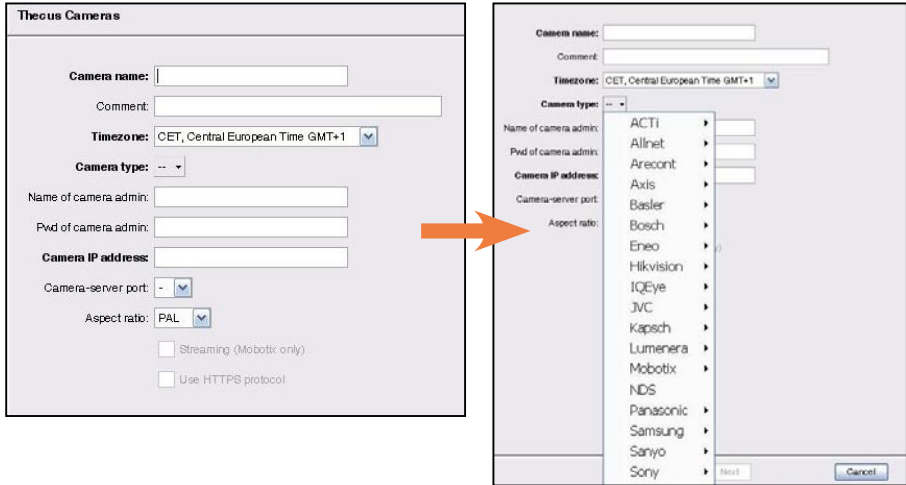 Thecus Cameras
Camera name:
Comment:
Timezone: CET, Central European Time GMT+1
Camera type: --
Name of camera admin:
Pwd of camera admin:
Camera IP address:
Camera-server port: -
Aspect ratio: PAL
Streaming (Mobotix only)
Use HTTPS protocol
Camera name:
Comment:
Timezone: CET, Central European Time GMT+1
Camera type: --
Name of camera admin:
Pwd of camera admin:
Camera IP address:
Camera-server port:
Aspect ratio:
ACTi
Allnet
Arecont
Axis
Basler
Bosch
Eneo
Hikvision
IQEye
JVC
Kapsch
Lumenera
Mobotix
NDS
Panasonic
Samsung
Sanyo
Sony
Next
Cancel